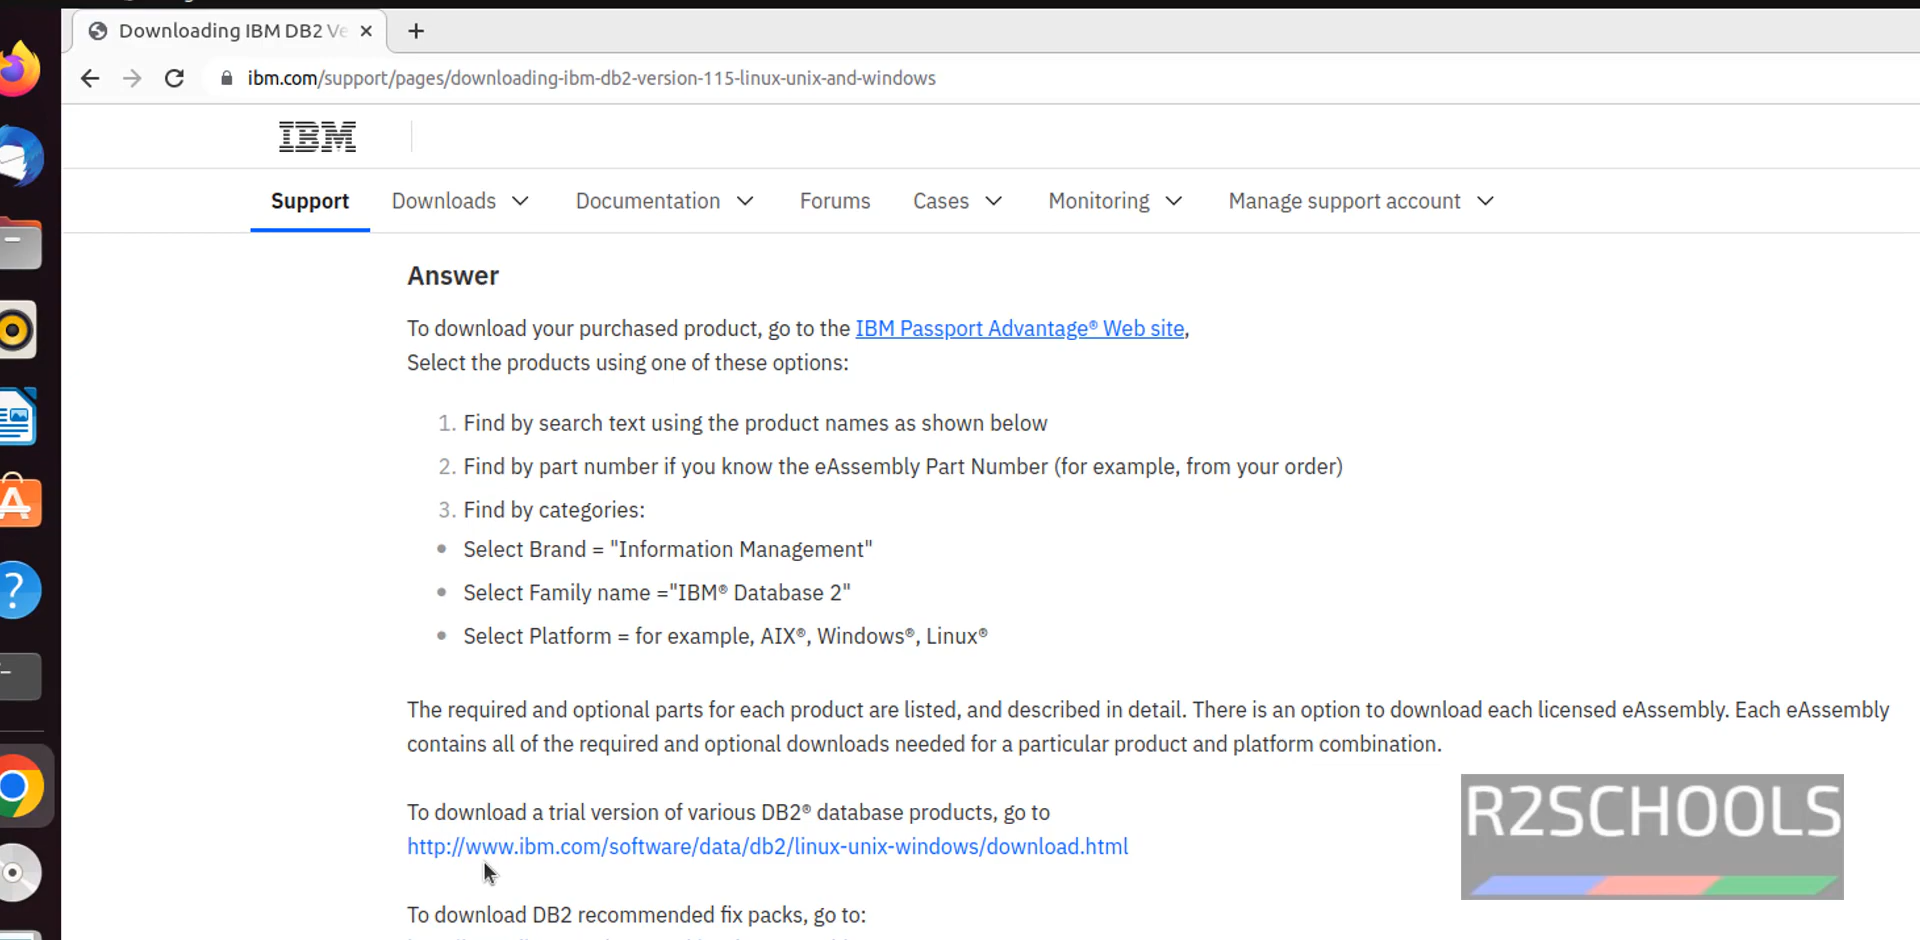 Downloading IBM DB2 Ve
ibm.com/support/pages/downloading-ibm-db2-version-115-linux-unix-and-windows
IBM
Support Downloads Documentation Forums Cases Monitoring Manage support account
Answer
To download your purchased product, go to the IBM Passport Advantage® Web site,
Select the products using one of these options:
1. Find by search text using the product names as shown below
2. Find by part number if you know the eAssembly Part Number (for example, from your order)
3. Find by categories:
• Select Brand = "Information Management"
• Select Family name ="IBM® Database 2"
• Select Platform = for example, AIX®, Windows®, Linux®
The required and optional parts for each product are listed, and described in detail. There is an option to download each licensed eAssembly. Each eAssembly
contains all of the required and optional downloads needed for a particular product and platform combination.
To download a trial version of various DB2® database products, go to
http://www.ibm.com/software/data/db2/linux-unix-windows/download.html
R2SCHOOLS
To download DB2 recommended fix packs, go to: